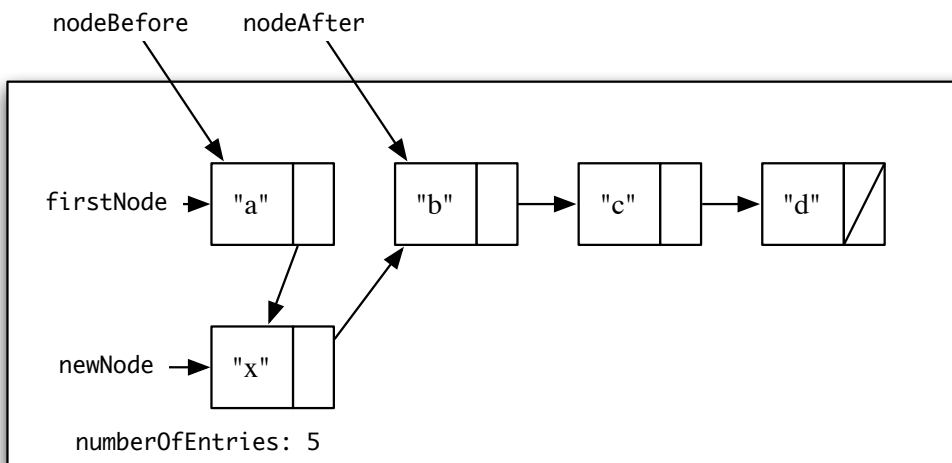 nodeBefore nodeAfter
firstNode "a" "b" "c" "d"
newNode "x"
numberOfEntries: 5